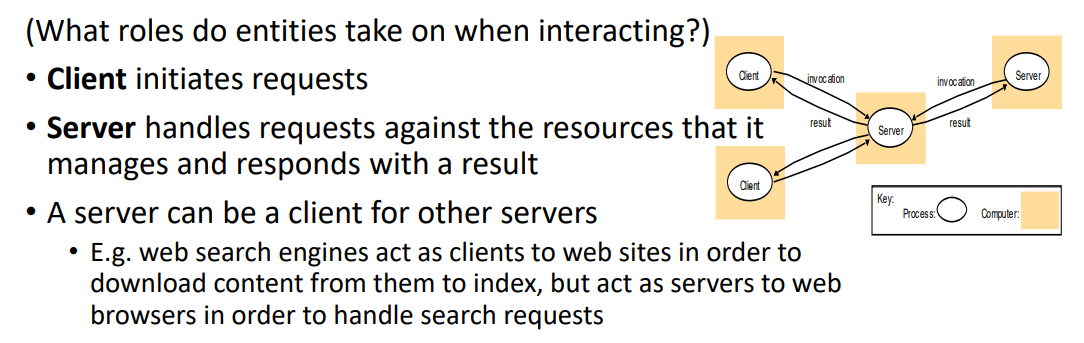 (What roles do entities take on when interacting?)
• Client initiates requests
• Server handles requests against the resources that it
manages and responds with a result
• A server can be a client for other servers
• E.g. web search engines act as clients to web sites in order to
download content from them to index, but act as servers to web
browsers in order to handle search requests
Client
invocation
result
Server
invocation
result
Server
Client
Key:
Process:
Computer: